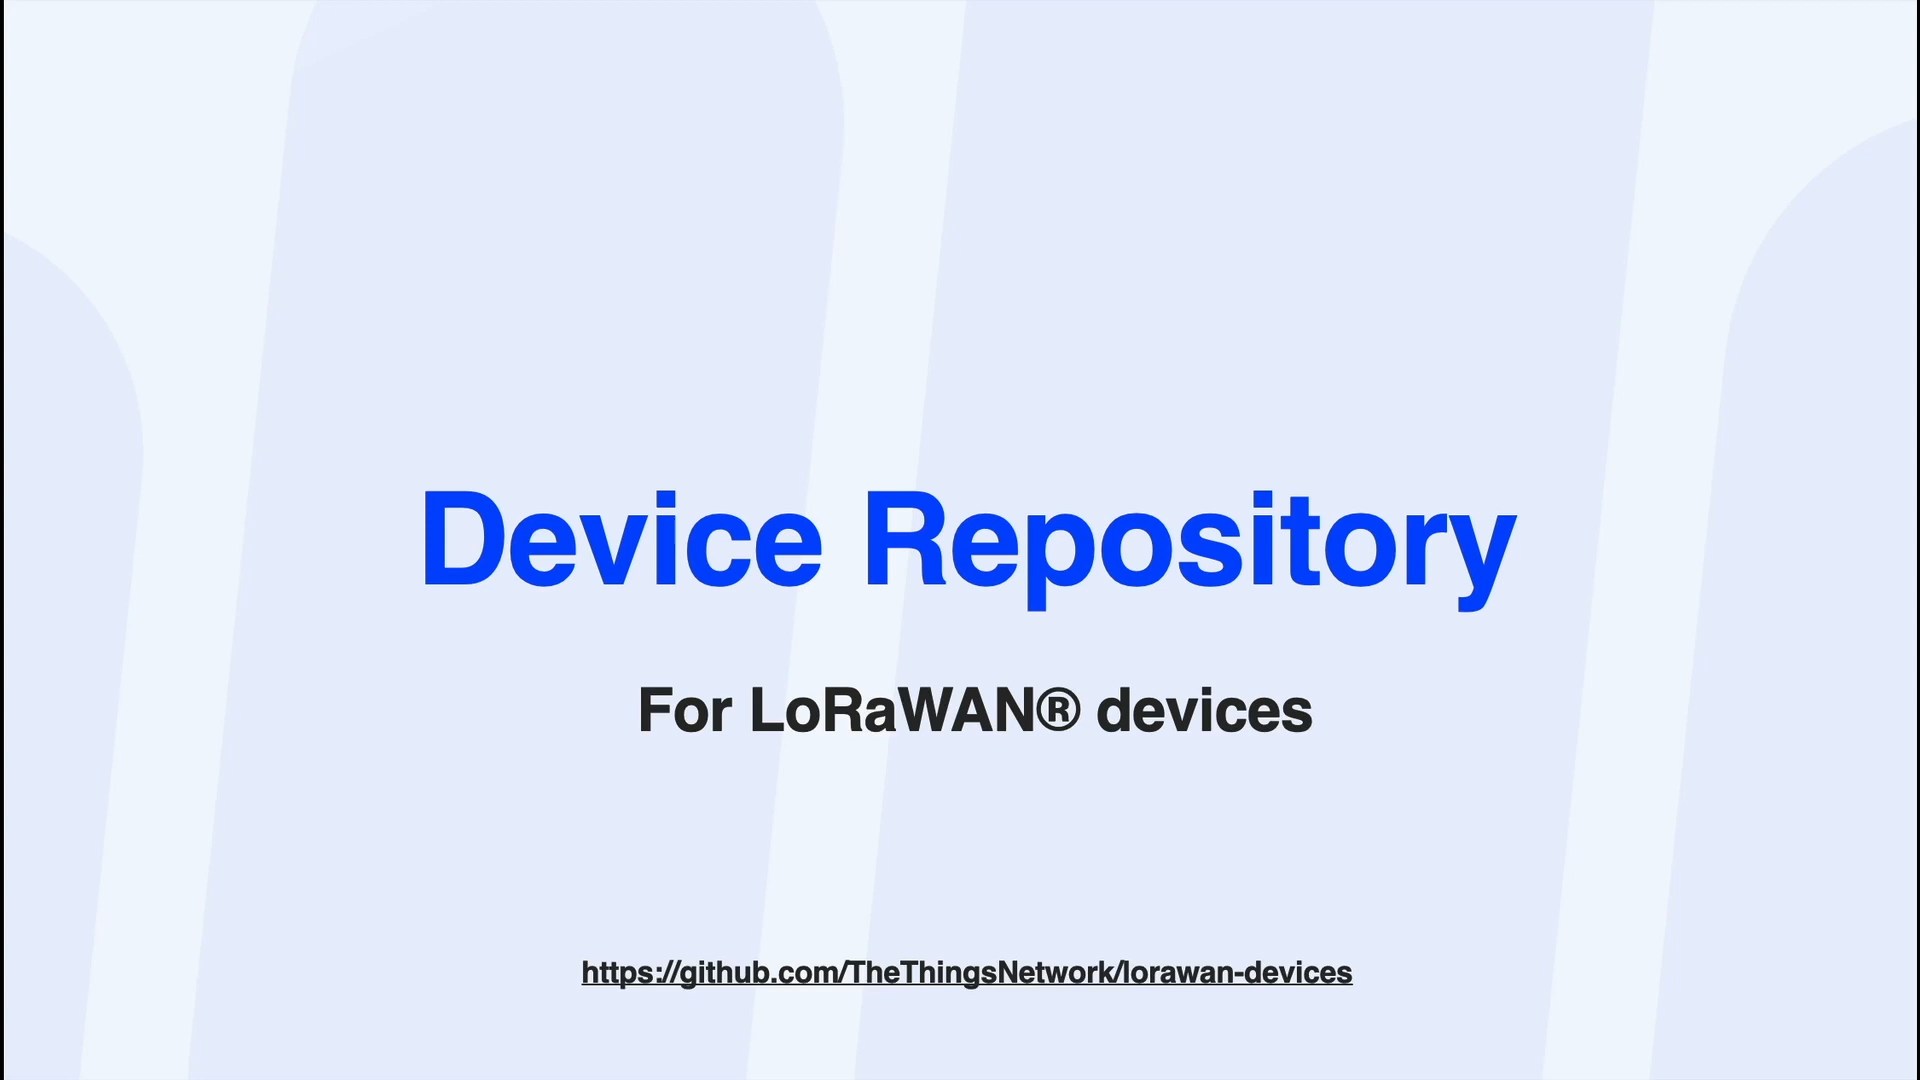 Device Repository
For LoRaWAN® devices
https://github.com/TheThingsNetwork/lorawan-devices